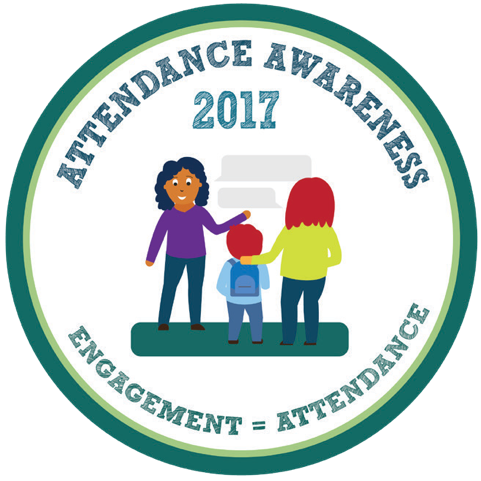 ATTENDANCE AWARENESS
2017
ENGAGEMENT = ATTENDANCE